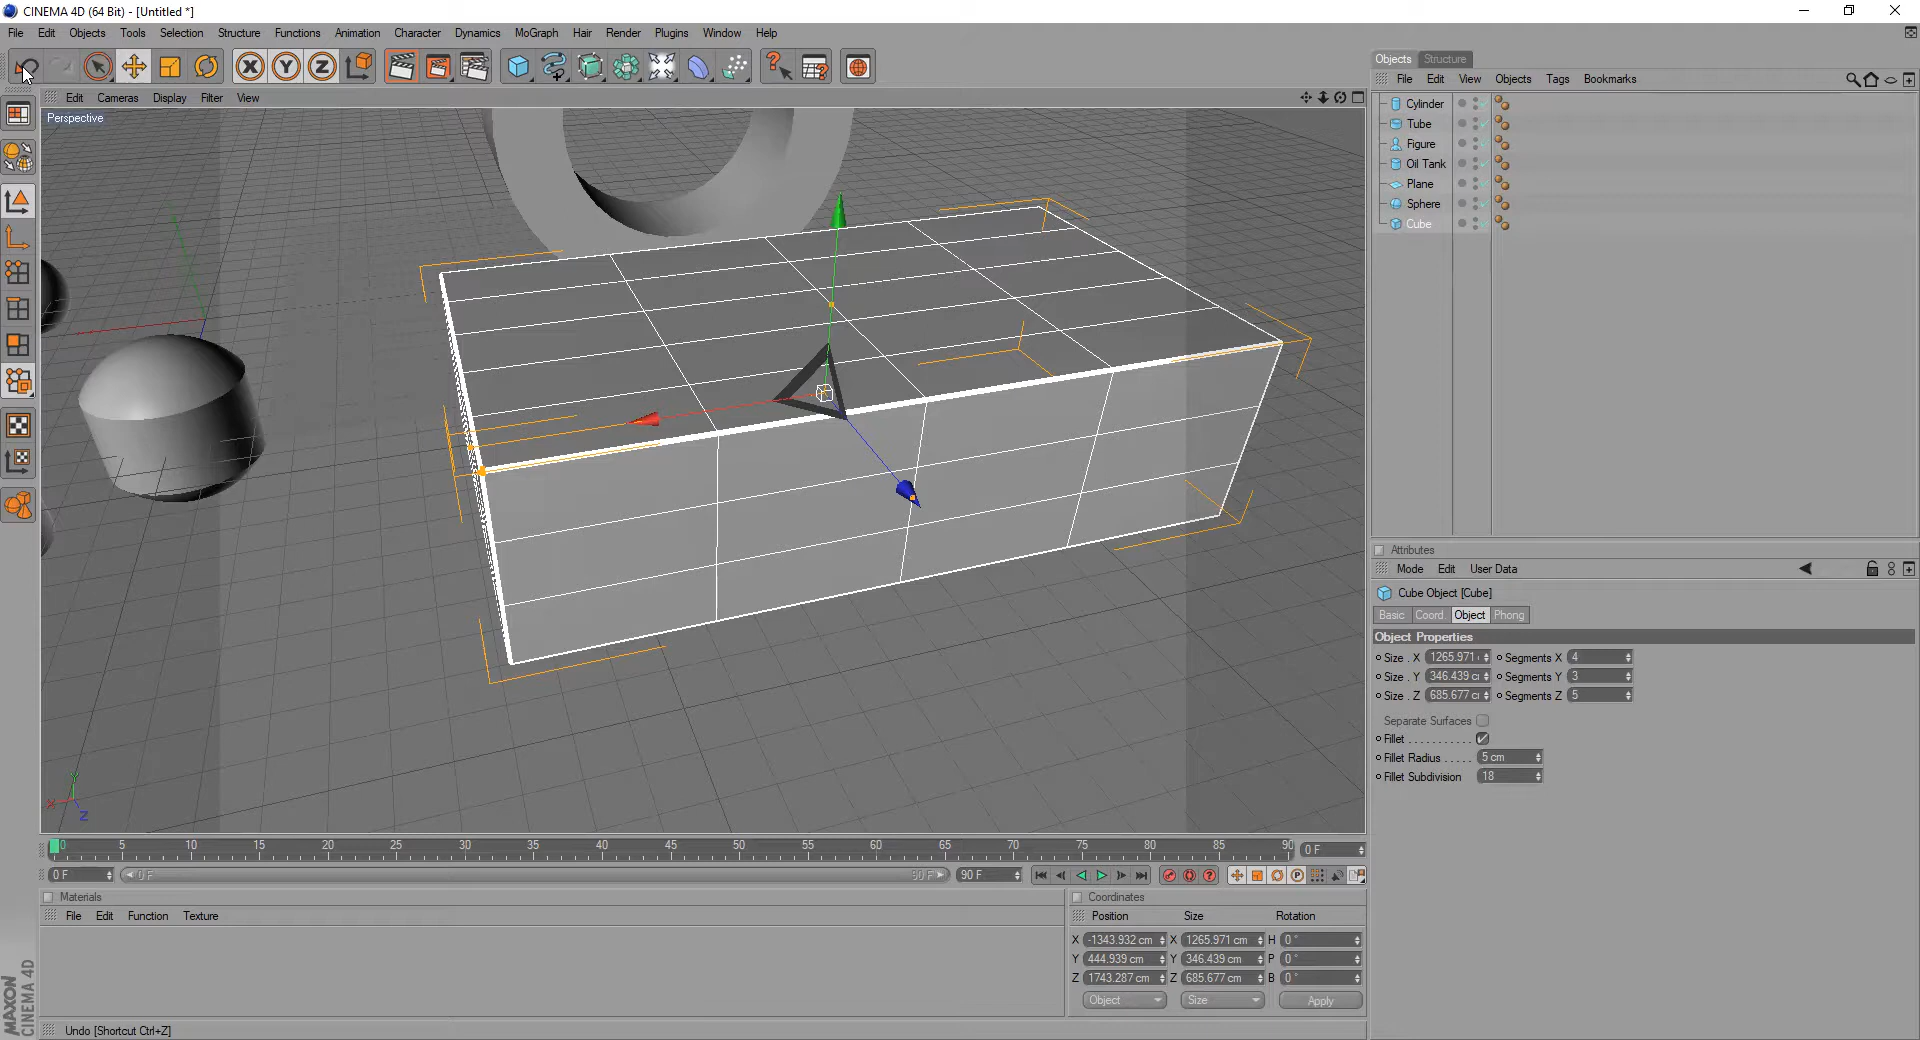 CINEMA 4D (64 Bit) - [Untitled *]
File Edit Objects Tools Selection Structure Functions Animation Character Dynamics MoGraph Hair Render Plugins Window Help
X Y Z
Edit Cameras Display Filter View
Perspective
Y
X
Z
0 5 10 15 20 25 30 35 40 45 50 55 60 65 70 75 80 85 90
0 F
0 F 0 F 90 F 90 F
Materials
File Edit Function Texture
Coordinates
Position Size Rotation
X -1343.932 cm X 1265.971 cm H 0 °
Y 444.939 cm Y 346.439 cm P 0 °
Z 1743.287 cm Z 685.677 cm B 0 °
Object Size Apply
MAXON
CINEMA 4D
Undo [Shortcut Ctrl+Z]
Objects Structure
File Edit View Objects Tags Bookmarks
Cylinder
Tube
Figure
Oil Tank
Plane
Sphere
Cube
Attributes
Mode Edit User Data
Cube Object [Cube]
Basic Coord. Object Phong
Object Properties
Size . X 1265.971 Segments X 4
Size . Y 346.439 c Segments Y 3
Size . Z 685.677 c Segments Z 5
Separate Surfaces
Fillet . . . . . . . . . . .
Fillet Radius . . . . . 5 cm
Fillet Subdivision 18